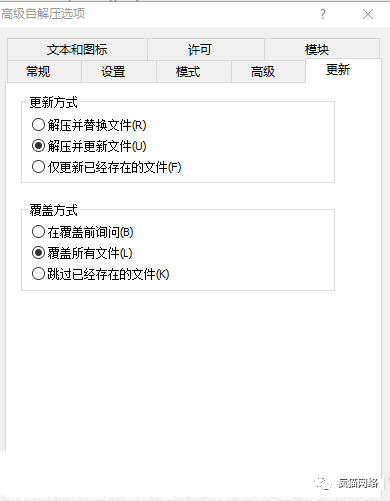 高级自解压选项
?
文本和图标 许可 模块
常规 设置 模式 高级 更新
更新方式
解压并替换文件(R)
解压并更新文件(U)
仅更新已经存在的文件(F)
覆盖方式
在覆盖前询问(B)
覆盖所有文件(L)
跳过已经存在的文件(K)
疯猫网络